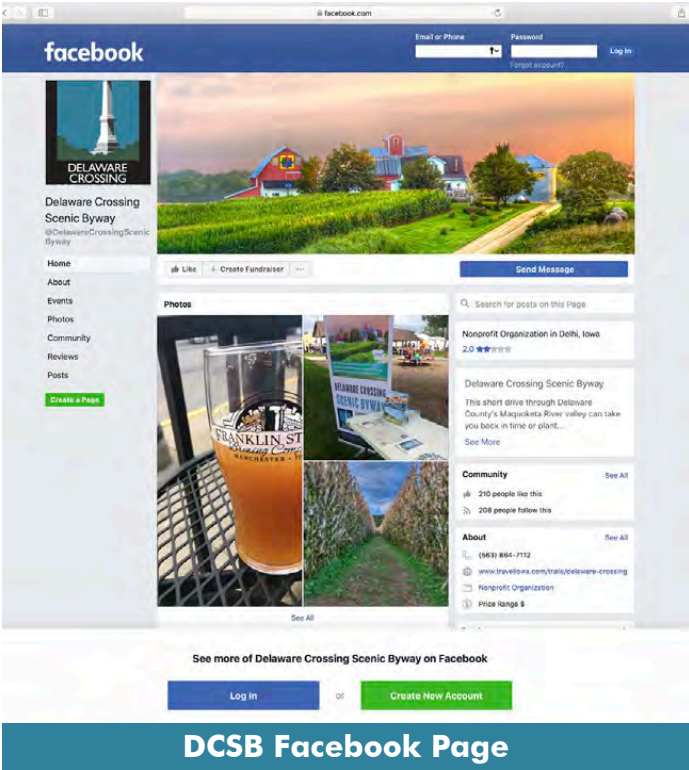 facebook.com
Email or Phone
Password
facebook
Log In
Forgot account?
DELAWARE
CROSSING
Delaware Crossing
Scenic Byway
@DelawareCrossingScenic
Byway
Home
About
Events
Photos
Community
Reviews
Posts
Create a Page
Like
+ Create Fundraiser
...
Send Message
Photos
FRANKLIN ST
Brewing Comp
MANCHESTER
DELAWARE CROSSING
SCENIC BYWAY
See All
Search for posts on this Page
Nonprofit Organization in Delhi, Iowa
2.0
Delaware Crossing Scenic Byway
This short drive through Delaware
County's Maquoketa River valley can take
you back in time or plant...
See More
Community See All
210 people like this
208 people follow this
About See All
(563) 864-7112
www.traveliowa.com/trails/delaware-crossing
Nonprofit Organization
Price Range $
See more of Delaware Crossing Scenic Byway on Facebook
Log In
or
Create New Account
DCSB Facebook Page